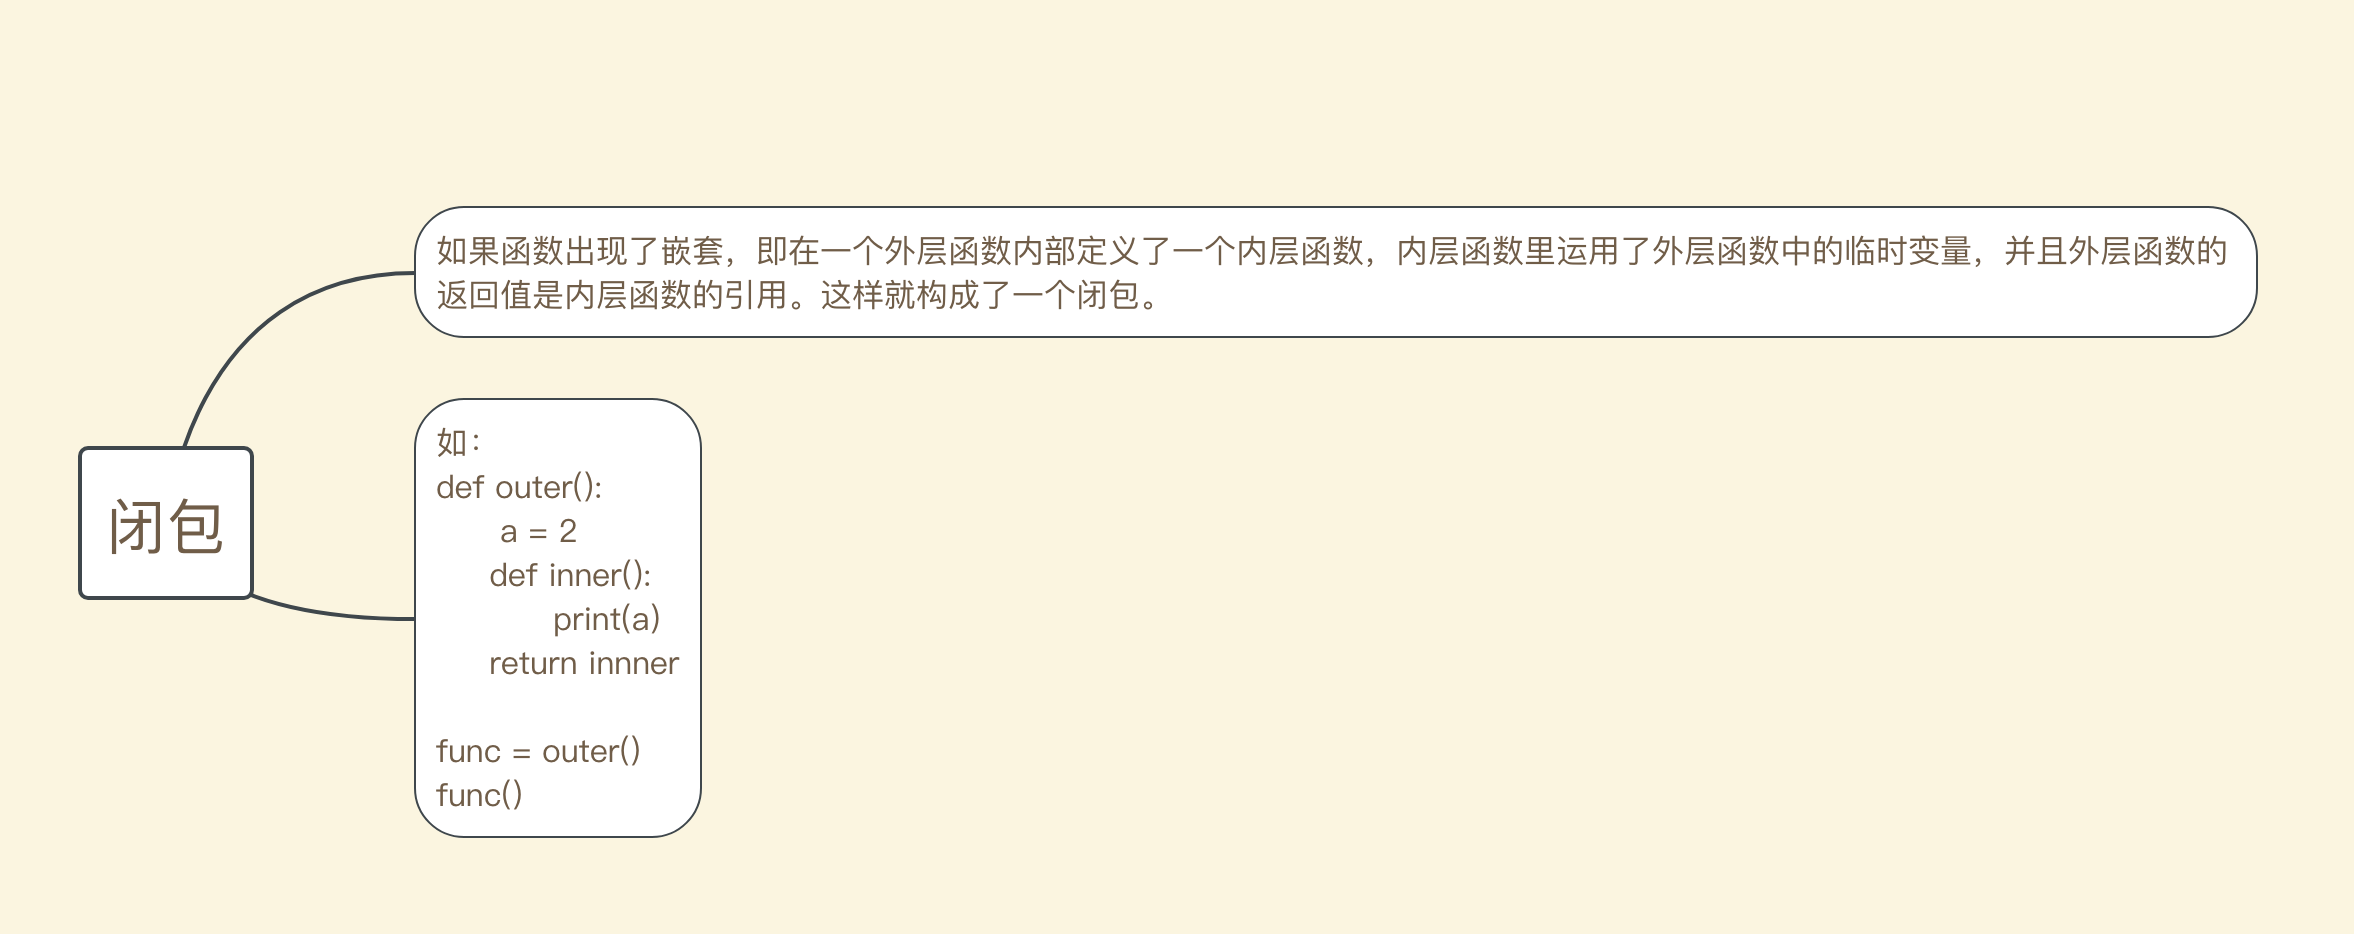 闭包
如果函数出现了嵌套，即在一个外层函数内部定义了一个内层函数，内层函数里运用了外层函数中的临时变量，并且外层函数的
返回值是内层函数的引用。这样就构成了一个闭包。
如：
def outer():
a = 2
def inner():
print(a)
return innner
func = outer()
func()